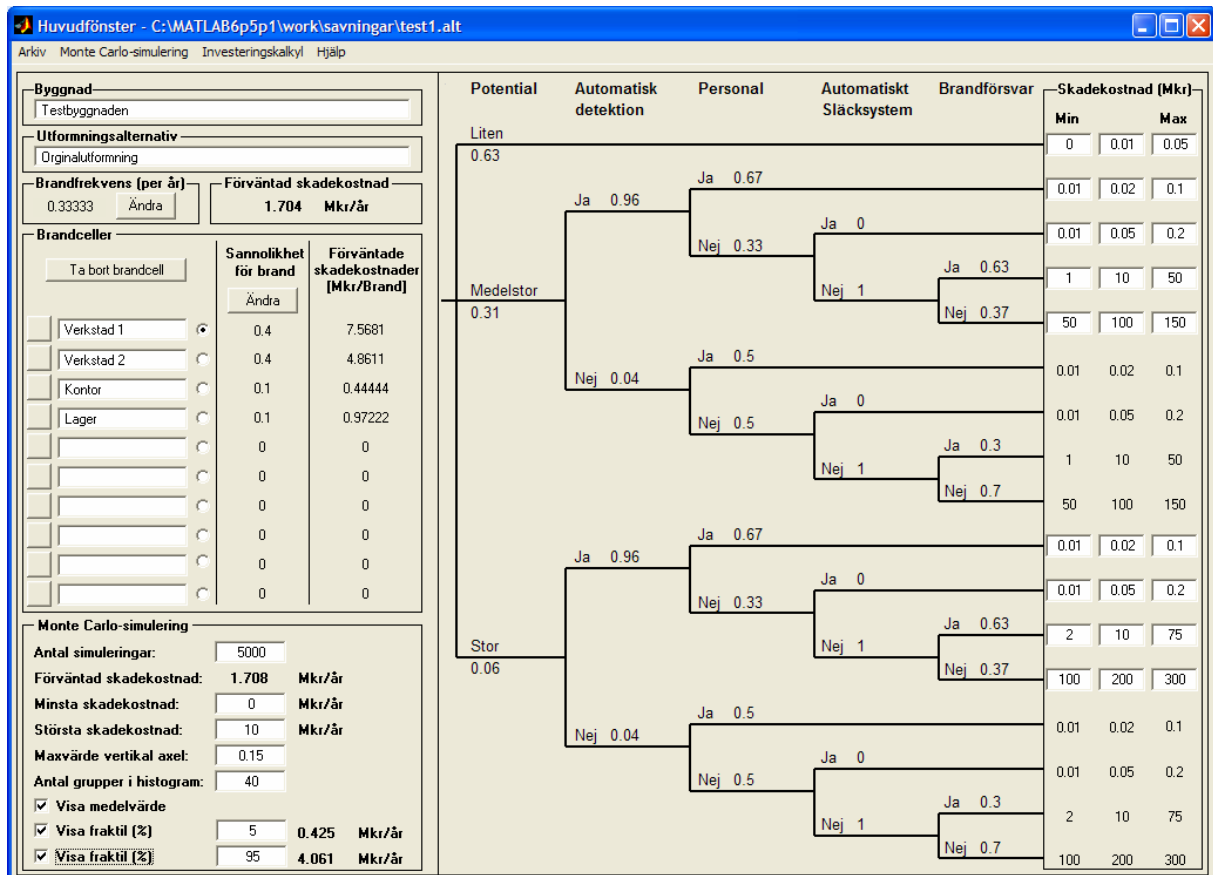 Huvudfönster - C:\MATLAB6p5p1\work\savningar\test1.alt
Arkiv Monte Carlo-simulering Investeringskalkyl Hjälp
Byggnad
Testbyggnaden
Utformningsalternativ
Orginalutformning
Brandfrekvens (per år)
0.33333 Ändra
Förväntad skadekostnad
1.704 Mkr/år
Brandceller
Ta bort brandcell
Sannolikhet för brand
Ändra
Förväntade skadekostnader [Mkr/Brand]
Verkstad 1 0.4 7.5681
Verkstad 2 0.4 4.8611
Kontor 0.1 0.44444
Lager 0.1 0.97222
0 0
0 0
0 0
0 0
0 0
0 0
Monte Carlo-simulering
Antal simuleringar: 5000
Förväntad skadekostnad: 1.708 Mkr/år
Minsta skadekostnad: 0 Mkr/år
Största skadekostnad: 10 Mkr/år
Maxvärde vertikal axel: 0.15
Antal grupper i histogram: 40
Visa medelvärde
Visa fraktil (%) 5 0.425 Mkr/år
Visa fraktil (%) 95 4.061 Mkr/år
Potential Automatisk detektion Personal Automatiskt Släcksystem Brandförsvar Skadekostnad (Mkr)
Min Max
Liten
0.63
0 0.01 0.05
Ja 0.67
0.01 0.02 0.1
Ja 0.96
Ja 0
0.01 0.05 0.2
Nej 0.33
Ja 0.63
1 10 50
Medelstor
0.31
Nej 1
Nej 0.37
50 100 150
Ja 0.5
0.01 0.02 0.1
Nej 0.04
Ja 0
0.01 0.05 0.2
Nej 0.5
Ja 0.3
1 10 50
Nej 1
Nej 0.7
50 100 150
Ja 0.67
0.01 0.02 0.1
Ja 0.96
Ja 0
0.01 0.05 0.2
Nej 0.33
Ja 0.63
2 10 75
Stor
0.06
Nej 1
Nej 0.37
100 200 300
Ja 0.5
0.01 0.02 0.1
Nej 0.04
Ja 0
0.01 0.05 0.2
Nej 0.5
Ja 0.3
2 10 75
Nej 1
Nej 0.7
100 200 300